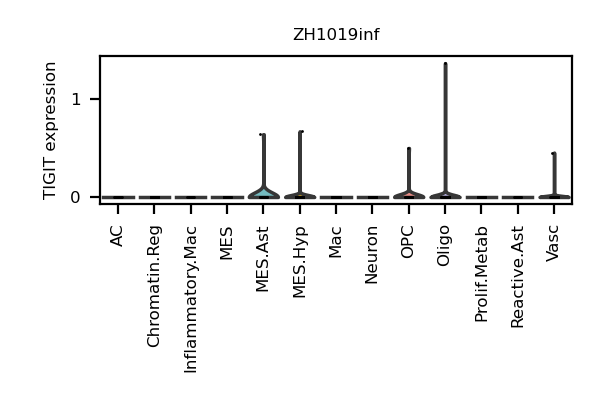 ZH1019inf
TIGIT expression
1
0
AC
Chromatin.Reg
Inflammatory.Mac
MES
MES.Ast
MES.Hyp
Mac
Neuron
OPC
Oligo
Prolif.Metab
Reactive.Ast
Vasc